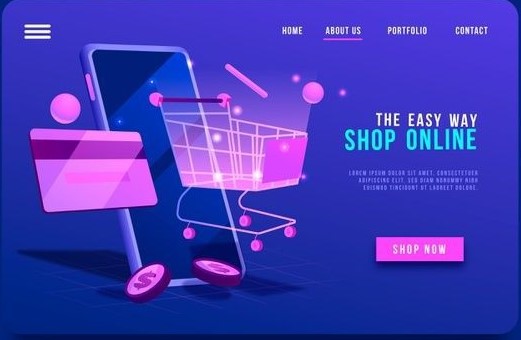 HOME ABOUT US PORTFOLIO CONTACT
THE EASY WAY
SHOP ONLINE
LOREM IPSUM DOLOR SIT AMET, CONSECTETUER
ADIPISCING ELIT, SED DIAM NONUMMY NIBH
EUISMOD TINCIDUNT UT LAOREET DOLORE.
SHOP NOW
$